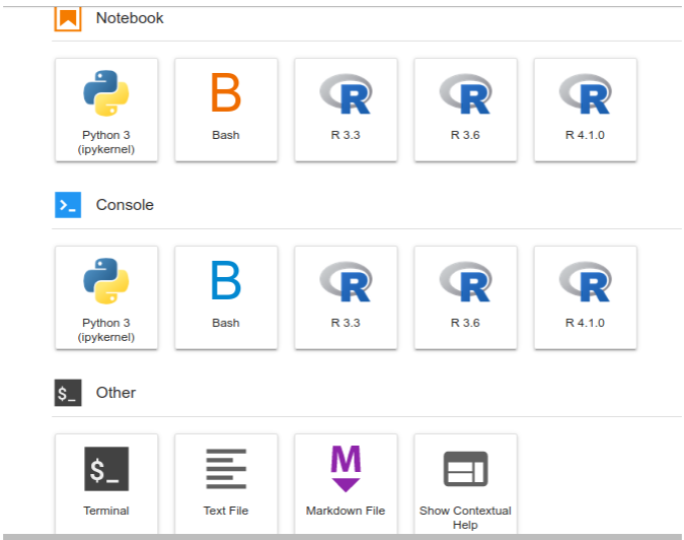 Notebook
B
R
R
R
Python 3
(ipykernel)
Bash
R 3.3
R 3.6
R 4.1.0
>_ Console
B
R
R
R
Python 3
(ipykernel)
Bash
R 3.3
R 3.6
R 4.1.0
$_ Other
$_
M
Terminal
Text File
Markdown File
Show Contextual
Help